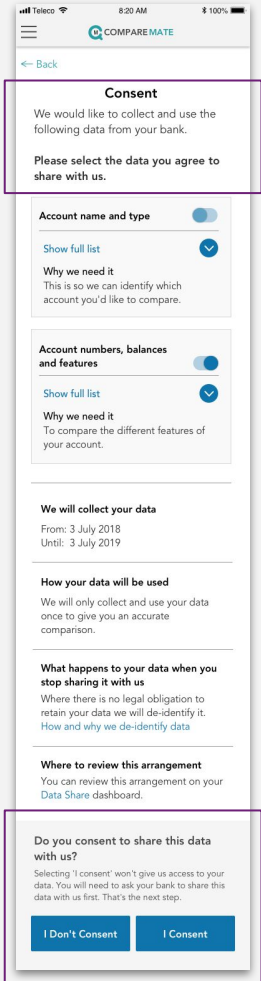 Teleco 8:20 AM 100%
COMPARE MATE
← Back
Consent
We would like to collect and use the
following data from your bank.
Please select the data you agree to
share with us.
Account name and type
Show full list
Why we need it
This is so we can identify which
account you'd like to compare.
Account numbers, balances
and features
Show full list
Why we need it
To compare the different features of
your account.
We will collect your data
From: 3 July 2018
Until: 3 July 2019
How your data will be used
We will only collect and use your data
once to give you an accurate
comparison.
What happens to your data when you
stop sharing it with us
Where there is no legal obligation to
retain your data we will de-identify it.
How and why we de-identify data
Where to review this arrangement
You can review this arrangement on your
Data Share dashboard.
Do you consent to share this data
with us?
Selecting 'I consent' won't give us access to your
data. You will need to ask your bank to share this
data with us first. That's the next step.
I Don't Consent I Consent